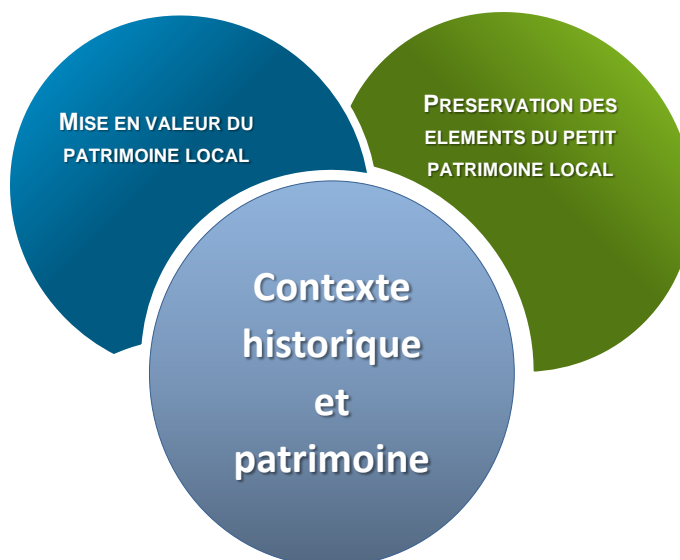 MISE EN VALEUR DU
PATRIMOINE LOCAL
PRESERVATION DES
ELEMENTS DU PETIT
PATRIMOINE LOCAL
Contexte
historique
et
patrimoine